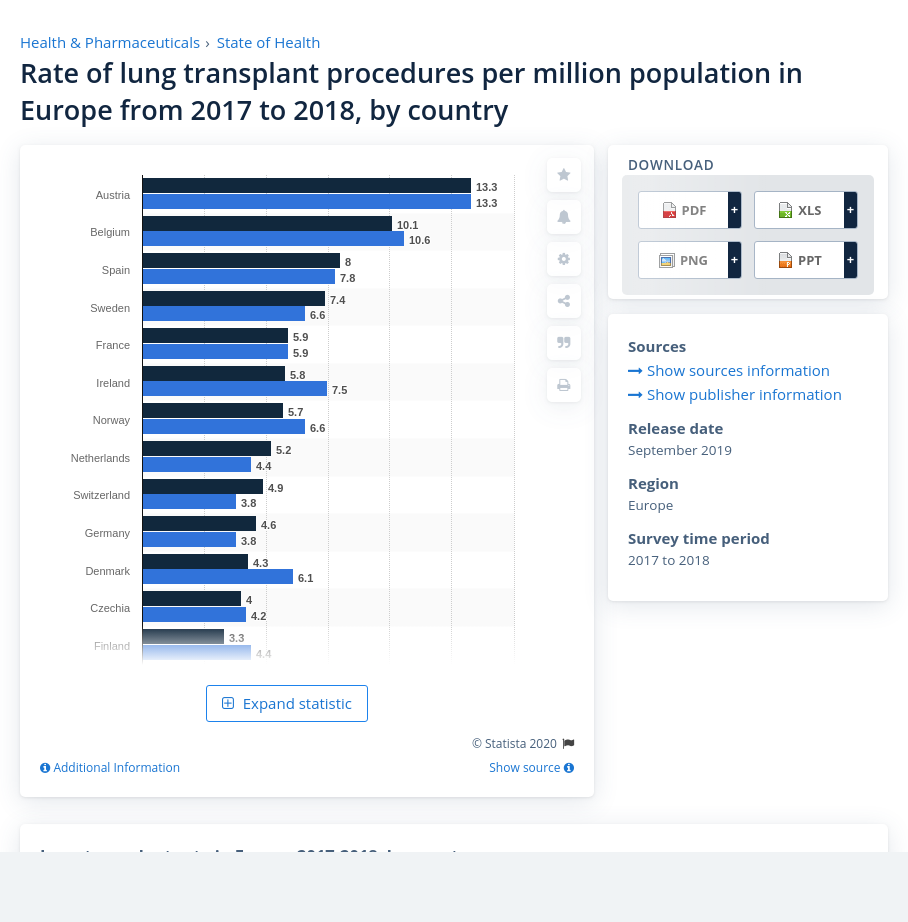 Health & Pharmaceuticals › State of Health
Rate of lung transplant procedures per million population in
Europe from 2017 to 2018, by country
Austria 13.3
13.3
Belgium 10.1
10.6
Spain 8
7.8
Sweden 7.4
6.6
France 5.9
5.9
Ireland 5.8
7.5
Norway 5.7
6.6
Netherlands 5.2
4.4
Switzerland 4.9
3.8
Germany 4.6
3.8
Denmark 4.3
6.1
Czechia 4
4.2
Finland 3.3
4.4
Expand statistic
© Statista 2020
Additional Information
Show source
DOWNLOAD
PDF + XLS +
PNG + PPT +
Sources
Show sources information
Show publisher information
Release date
September 2019
Region
Europe
Survey time period
2017 to 2018